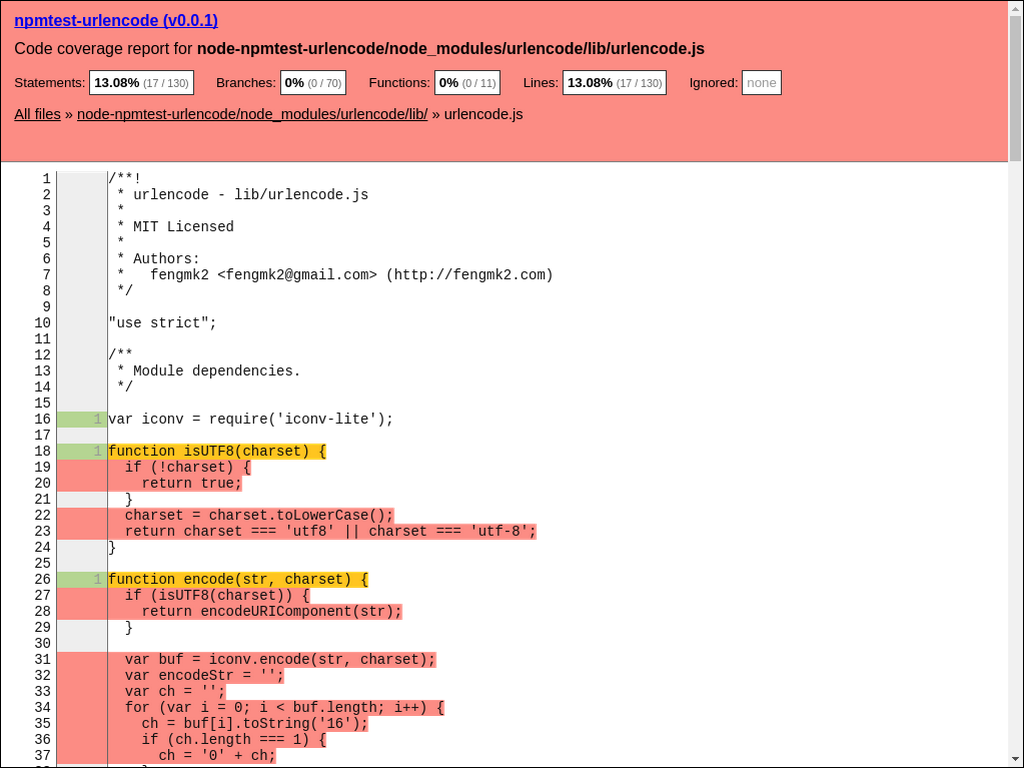 npmtest-urlencode (v0.0.1)
Code coverage report for node-npmtest-urlencode/node_modules/urlencode/lib/urlencode.js
Statements: 13.08% (17 / 130) Branches: 0% (0 / 70) Functions: 0% (0 / 11) Lines: 13.08% (17 / 130) Ignored: none
All files » node-npmtest-urlencode/node_modules/urlencode/lib/ » urlencode.js
1 /**!
2  * urlencode - lib/urlencode.js
3  *
4  * MIT Licensed
5  *
6  * Authors:
7  *   fengmk2 <fengmk2@gmail.com> (http://fengmk2.com)
8  */
9
10 "use strict";
11
12 /**
13  * Module dependencies.
14  */
15
16 1 var iconv = require('iconv-lite');
17
18 1 function isUTF8(charset) {
19   if (!charset) {
20     return true;
21   }
22   charset = charset.toLowerCase();
23   return charset === 'utf8' || charset === 'utf-8';
24 }
25
26 1 function encode(str, charset) {
27   if (isUTF8(charset)) {
28     return encodeURIComponent(str);
29   }
30
31   var buf = iconv.encode(str, charset);
32   var encodeStr = '';
33   var ch = '';
34   for (var i = 0; i < buf.length; i++) {
35     ch = buf[i].toString('16');
36     if (ch.length === 1) {
37       ch = '0' + ch;